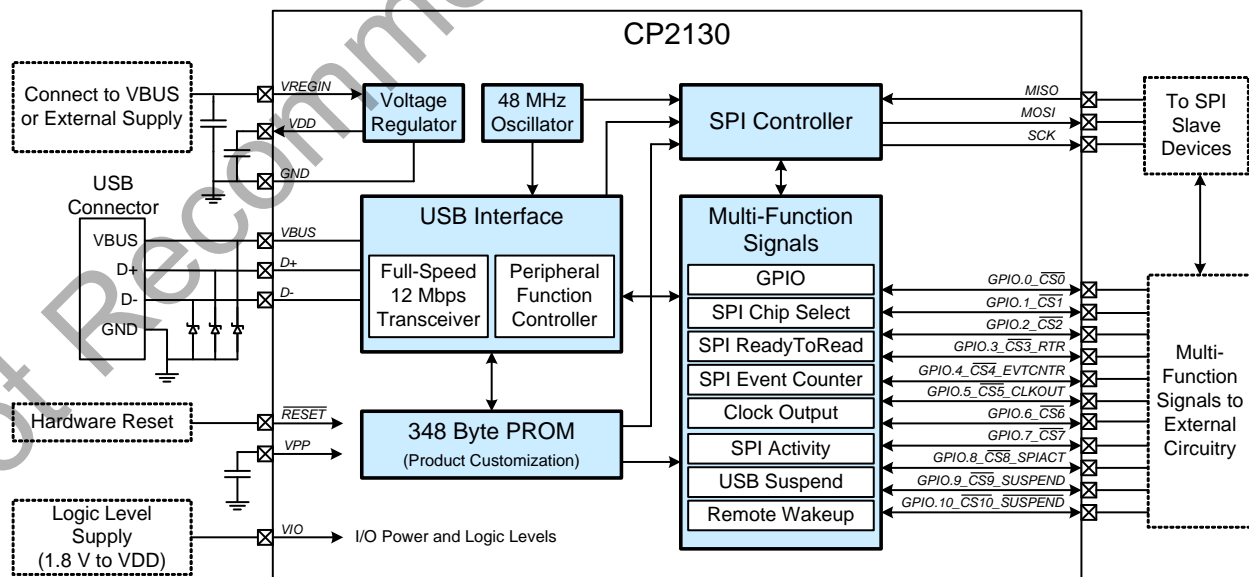 CP2130
Connect to VBUS
or External Supply
VREGIN
VDD
GND
Voltage
Regulator
48 MHz
Oscillator
SPI Controller
MISO
MOSI
SCK
To SPI
Slave
Devices
USB
Connector
VBUS
D+
D-
GND
VBUS
D+
D-
USB Interface
Full-Speed
12 Mbps
Transceiver
Peripheral
Function
Controller
Multi-Function
Signals
GPIO
SPI Chip Select
SPI ReadyToRead
SPI Event Counter
Clock Output
SPI Activity
USB Suspend
Remote Wakeup
GPIO.0_CS0
GPIO.1_CS1
GPIO.2_CS2
GPIO.3_CS3_RTR
GPIO.4_CS4_EVTCNTR
GPIO.5_CS5_CLKOUT
GPIO.6_CS6
GPIO.7_CS7
GPIO.8_CS8_SPIACT
GPIO.9_CS9_SUSPEND
GPIO.10_CS10_SUSPEND
Multi-
Function
Signals to
External
Circuitry
Hardware Reset
RESET
VPP
348 Byte PROM
(Product Customization)
Logic Level
Supply
(1.8 V to VDD)
VIO
I/O Power and Logic Levels